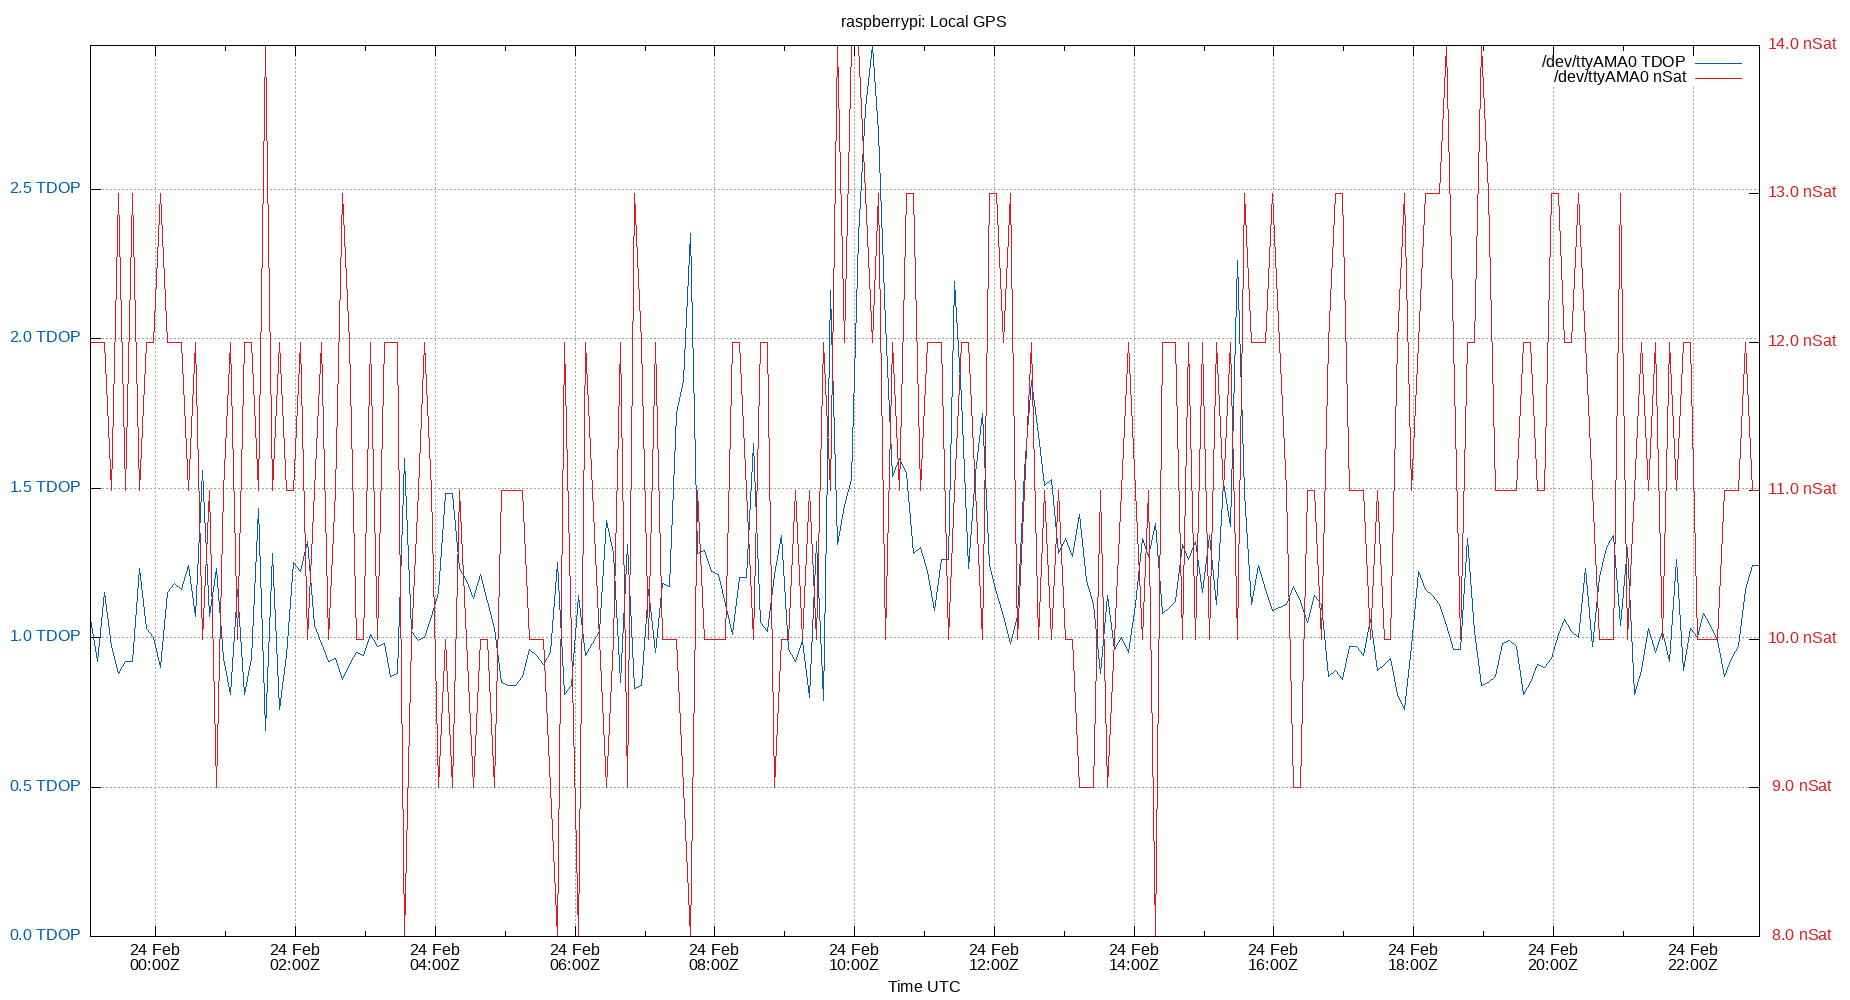 raspberrypi: Local GPS
14.0 nSat
/dev/ttyAMA0 TDOP
/dev/ttyAMA0 nSat
2.5 TDOP
13.0 nSat
2.0 TDOP
12.0 nSat
1.5 TDOP
11.0 nSat
1.0 TDOP
10.0 nSat
0.5 TDOP
9.0 nSat
0.0 TDOP
8.0 nSat
24 Feb 24 Feb 24 Feb 24 Feb 24 Feb 24 Feb 24 Feb 24 Feb 24 Feb 24 Feb 24 Feb 24 Feb
00:00Z 02:00Z 04:00Z 06:00Z 08:00Z 10:00Z 12:00Z 14:00Z 16:00Z 18:00Z 20:00Z 22:00Z
Time UTC